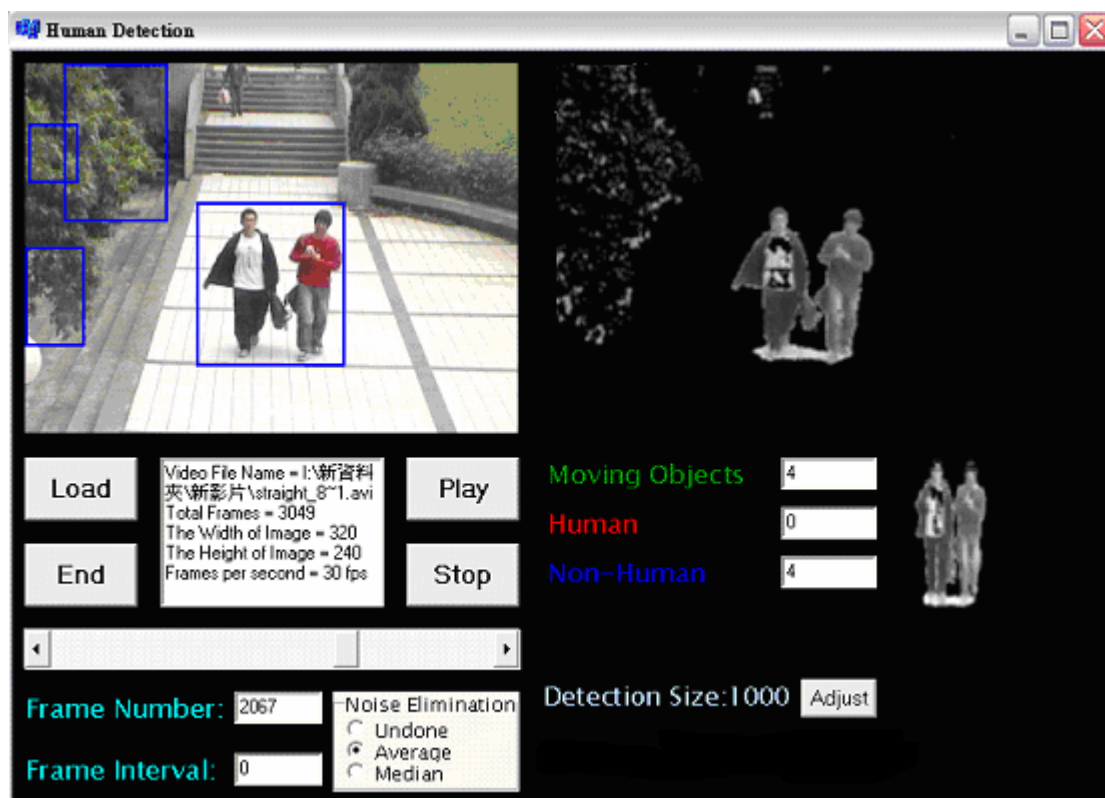 Human Detection
Load
Video File Name = I:\新資料
夾\新影片\straight_8~1.avi
Total Frames = 3049
The Width of Image = 320
The Height of Image = 240
Frames per second = 30 fps
Play
End
Stop
Moving Objects 4
Human 0
Non-Human 4
Frame Number: 2067
Frame Interval: 0
Noise Elimination
Undone
Average
Median
Detection Size:1000 Adjust